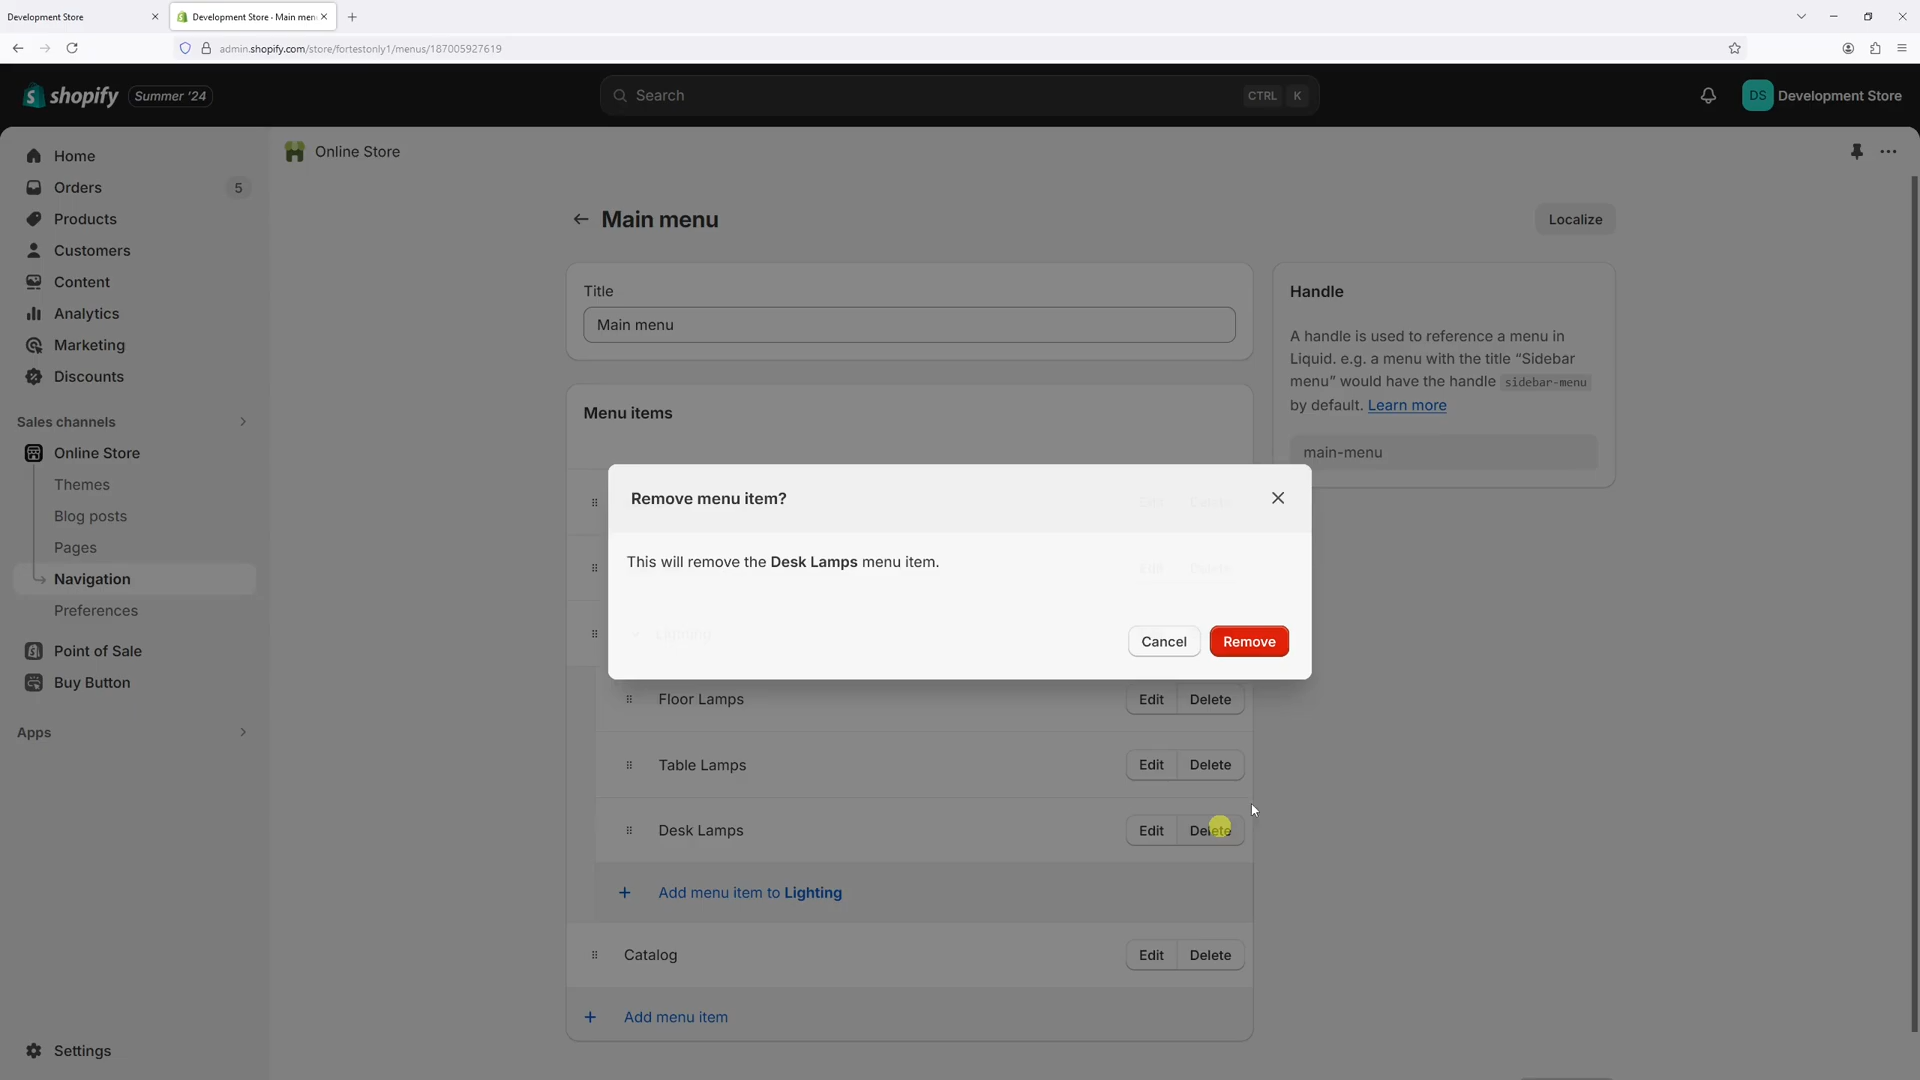 Development Store
Development Store · Main men
admin.shopify.com/store/fortestonly1/menus/187005927619
shopify
Summer '24
Search
CTRL K
DS
Development Store
Home
Orders
5
Products
Customers
Content
Analytics
Marketing
Discounts
Sales channels
Online Store
Themes
Blog posts
Pages
Navigation
Preferences
Point of Sale
Buy Button
Apps
Settings
Online Store
Main menu
Localize
Title
Main menu
Menu items
Handle
A handle is used to reference a menu in
Liquid. e.g. a menu with the title “Sidebar
menu” would have the handle sidebar-menu
by default. Learn more
main-menu
Remove menu item?
Edit Delete
This will remove the Desk Lamps menu item.
Edit Delete
Lighting
Cancel
Remove
Floor Lamps
Edit Delete
Table Lamps
Edit Delete
Desk Lamps
Edit Delete
Add menu item to Lighting
Catalog
Edit Delete
Add menu item